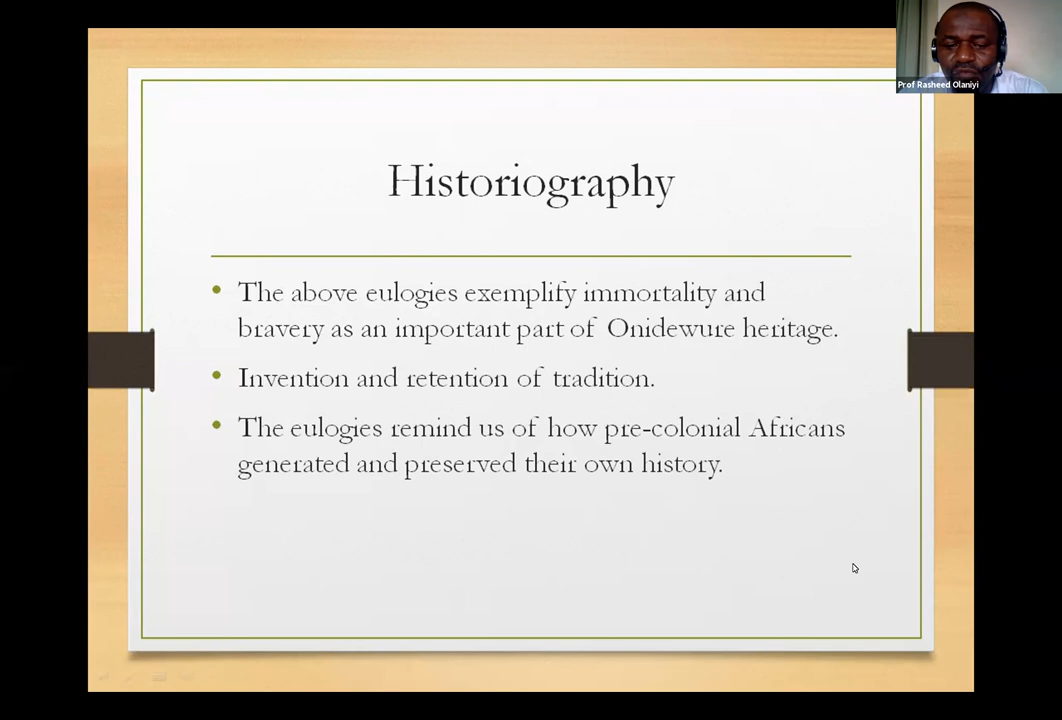 Prof Rasheed Olaniyi
Historiography
• The above eulogies exemplify immortality and
bravery as an important part of Onidewure heritage.
• Invention and retention of tradition.
• The eulogies remind us of how pre-colonial Africans
generated and preserved their own history.